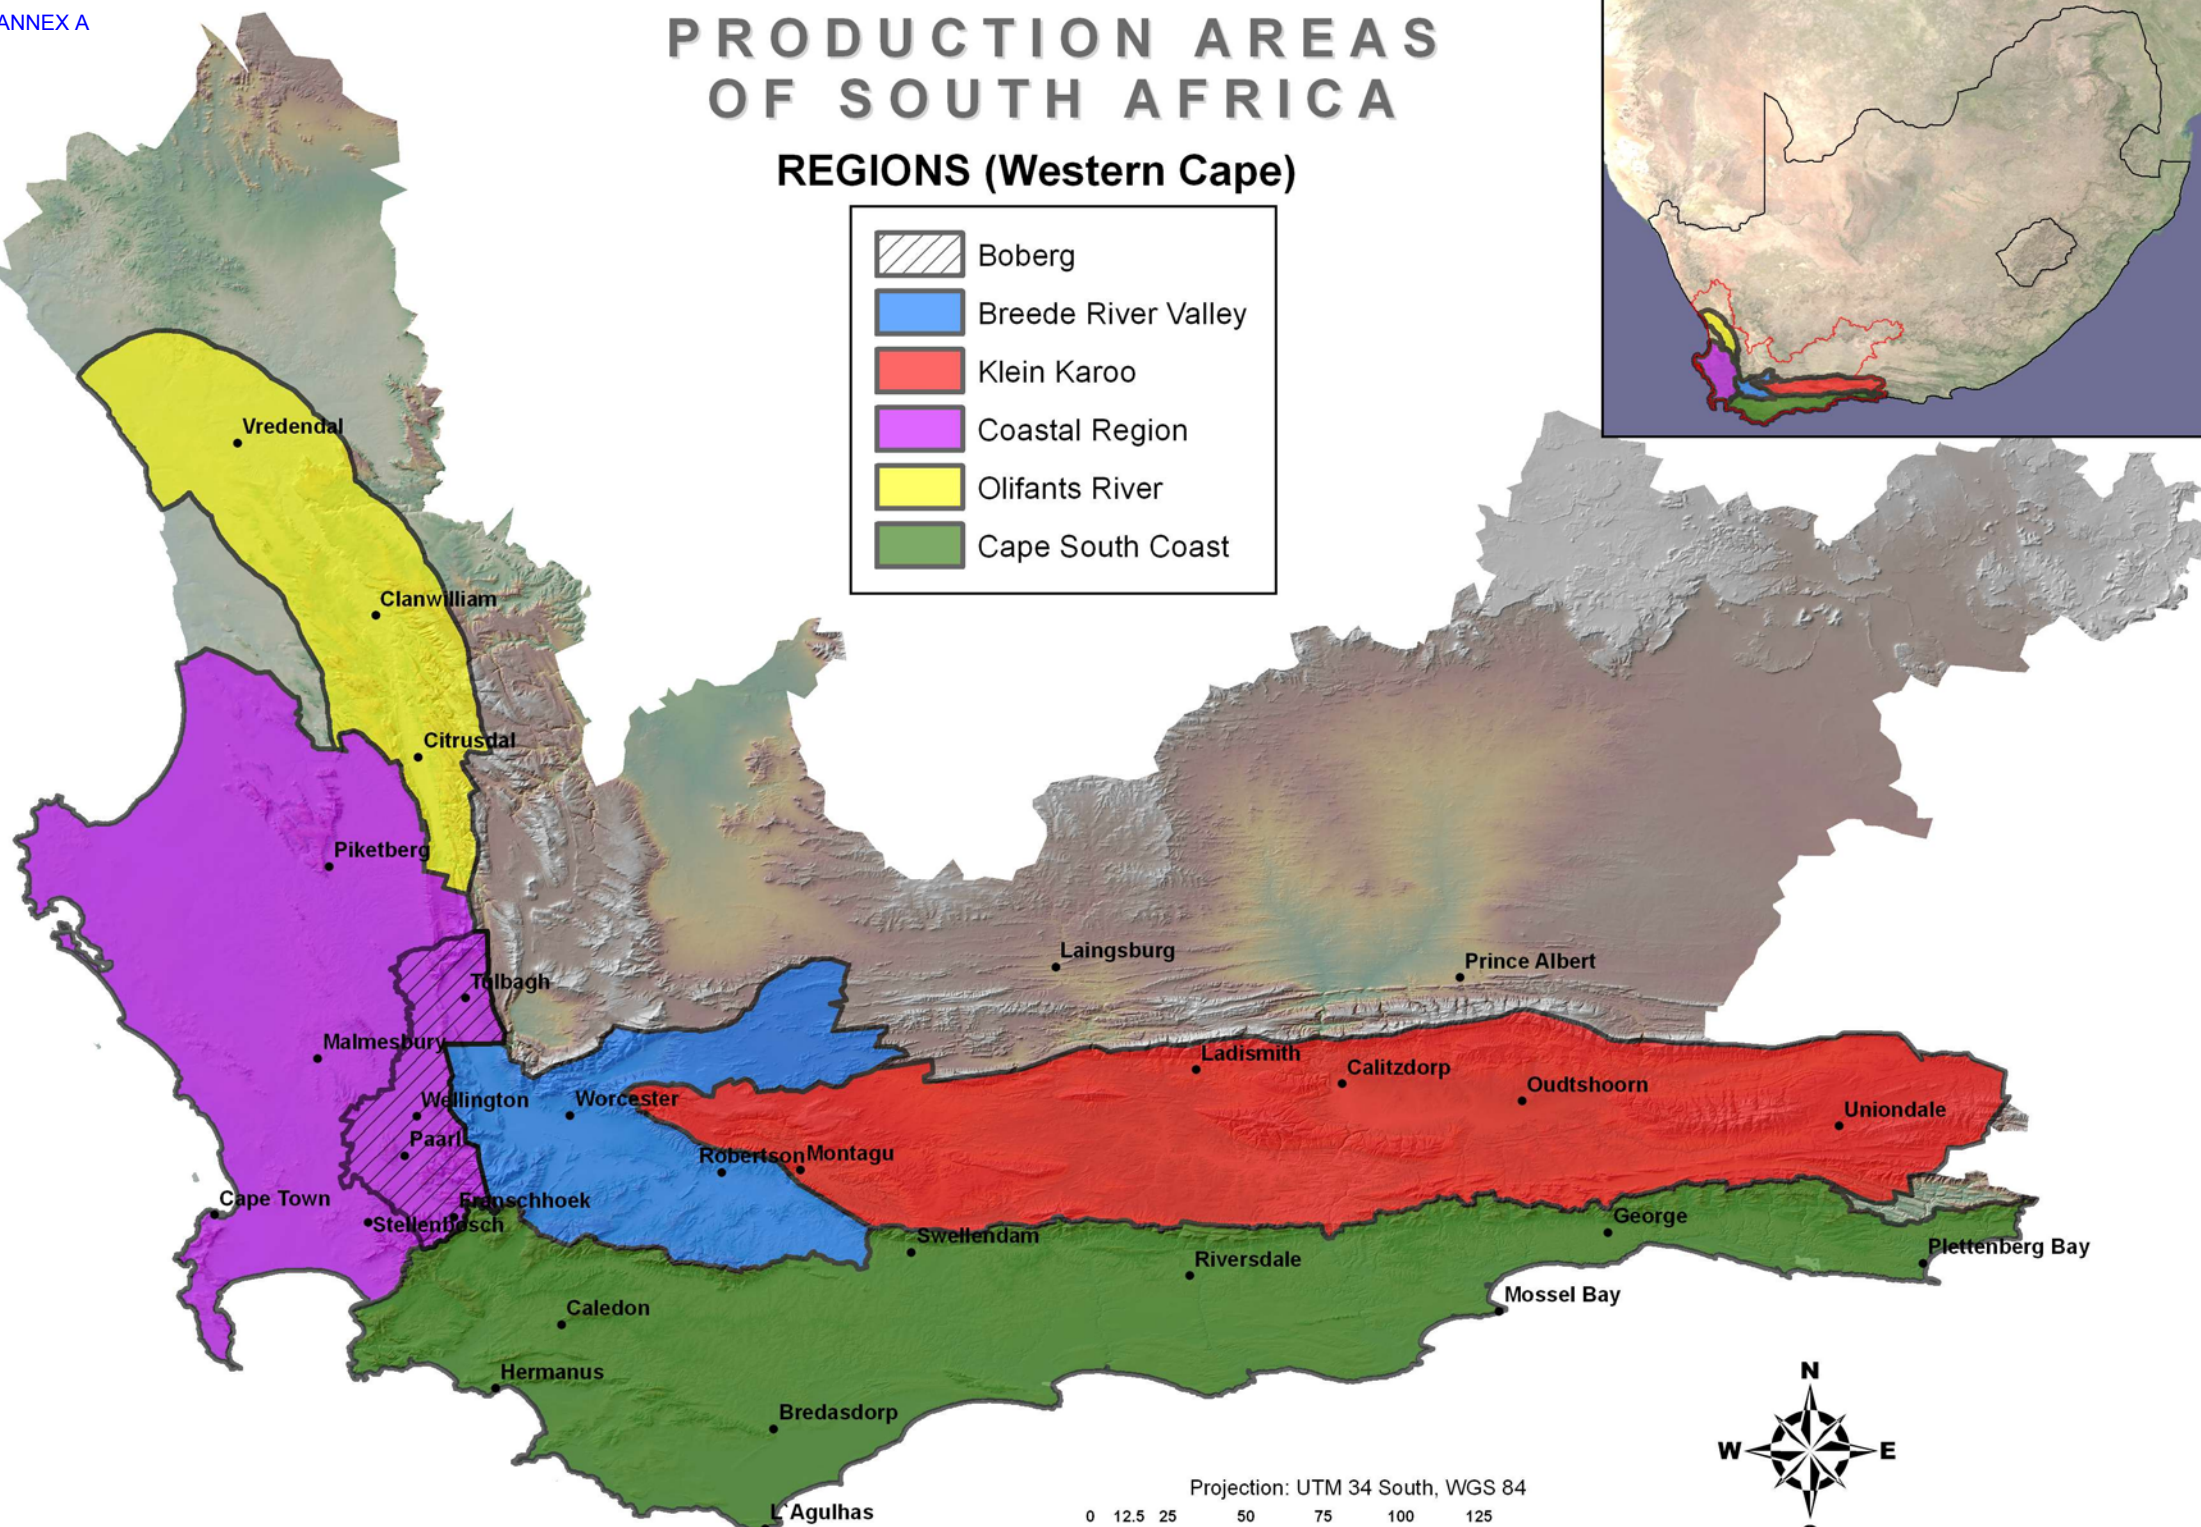 ANNEX A
PRODUCTION AREAS
OF SOUTH AFRICA
REGIONS (Western Cape)
Boberg
Breede River Valley
Klein Karoo
Coastal Region
Olifants River
Cape South Coast
Vredendal
Clanwilliam
Citrusdal
Piketberg
Laingsburg
Prince Albert
Tulbagh
Malmesbury
Ladismith
Calitzdorp
Oudtshoorn
Wellington
Worcester
Uniondale
Paarl
Robertson
Montagu
Cape Town
Franschhoek
Stellenbosch
George
Swellendam
Plettenberg Bay
Riversdale
Mossel Bay
Caledon
Hermanus
Bredasdorp
L`Agulhas
N
W
E
Projection: UTM 34 South, WGS 84
0 12.5 25 50 75 100 125